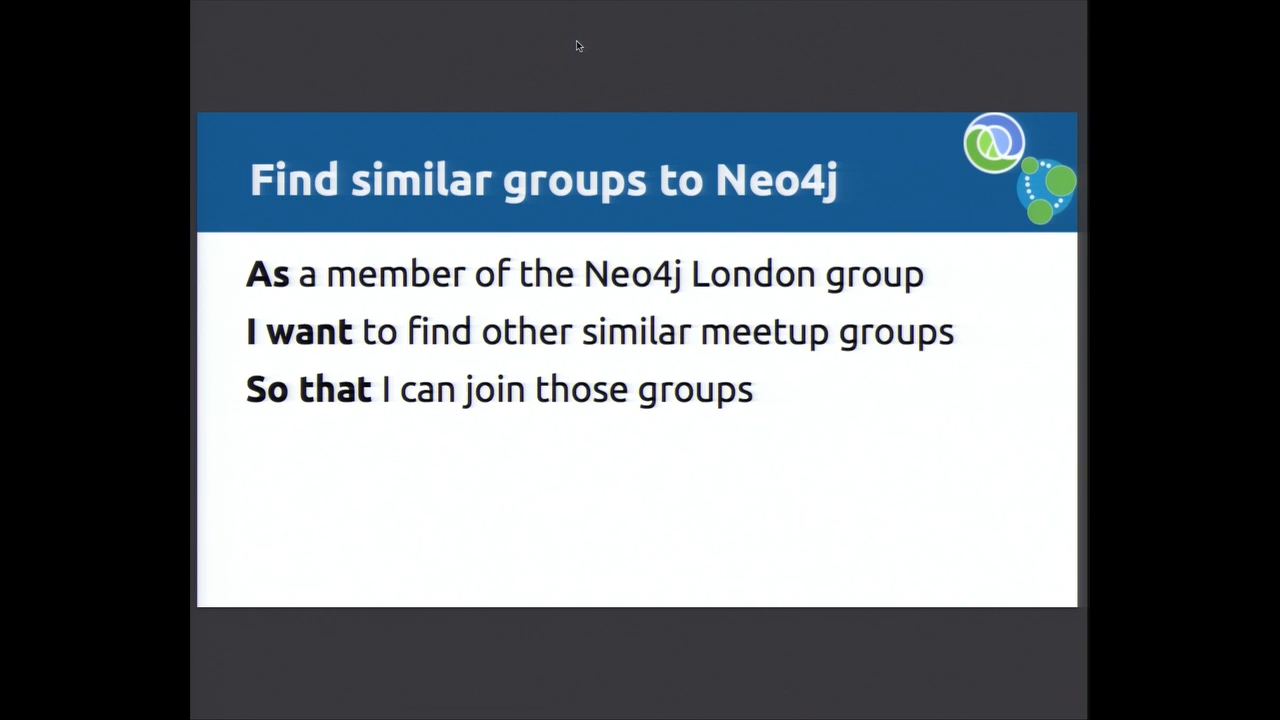 Find similar groups to Neo4j
As a member of the Neo4j London group
I want to find other similar meetup groups
So that I can join those groups